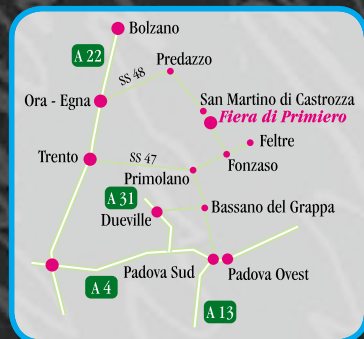 Bolzano
A 22
Predazzo
SS 48
Ora - Egna
San Martino di Castrozza
Fiera di Primiero
Feltre
Trento
SS 47
Fonzaso
Primolano
A 31
Dueville
Bassano del Grappa
Padova Sud
Padova Ovest
A 4
A 13